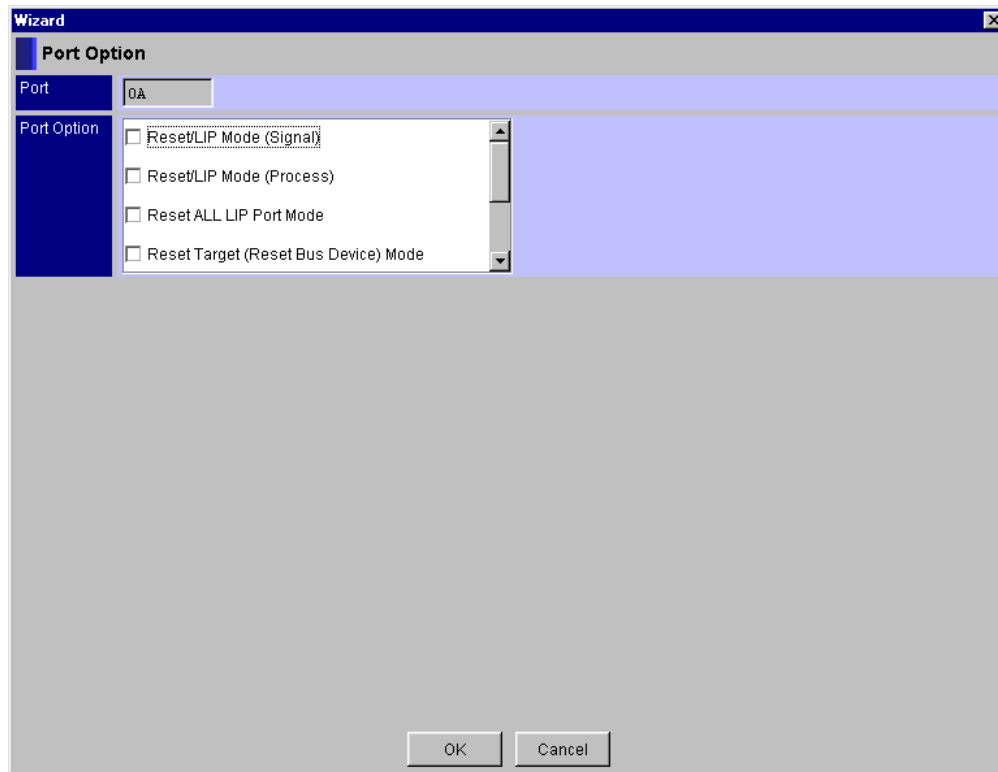 Wizard
Port Option
Port
0A
Port Option
Reset/LIP Mode (Signal)
Reset/LIP Mode (Process)
Reset ALL LIP Port Mode
Reset Target (Reset Bus Device) Mode
OK
Cancel